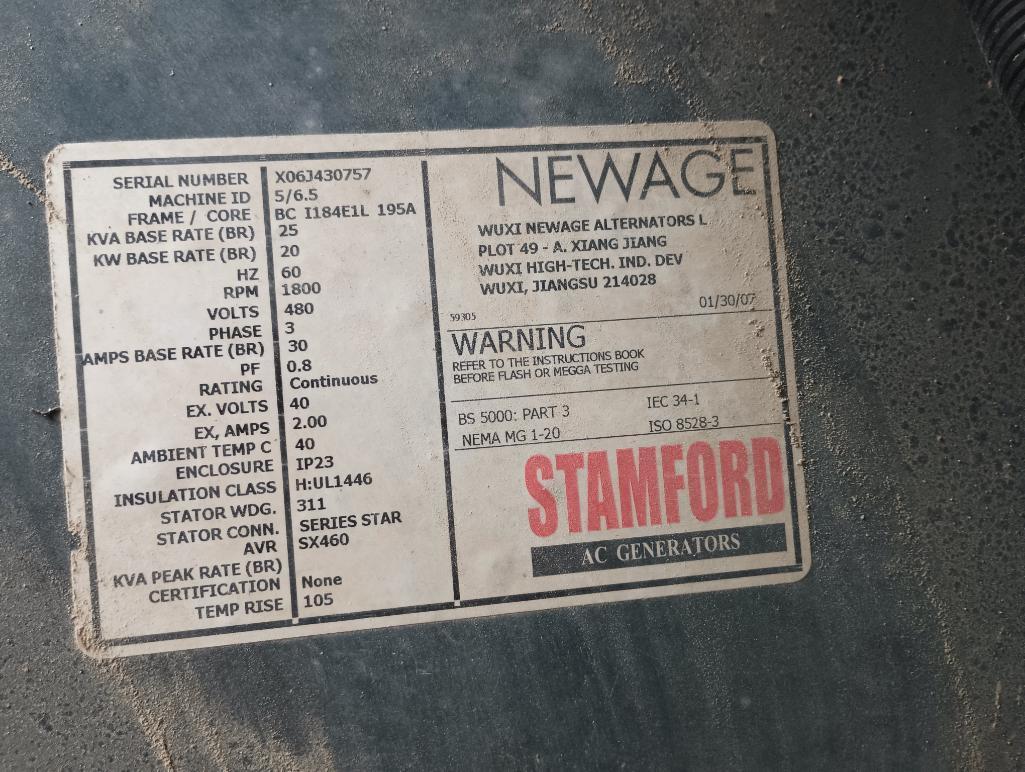 SERIAL NUMBER X06J430757
MACHINE ID 5/6.5
FRAME / CORE BC I184E1L 195A
KVA BASE RATE (BR) 25
KW BASE RATE (BR) 20
HZ 60
RPM 1800
VOLTS 480
PHASE 3
AMPS BASE RATE (BR) 30
PF 0.8
RATING Continuous
EX. VOLTS 40
EX, AMPS 2.00
AMBIENT TEMP C 40
ENCLOSURE IP23
INSULATION CLASS H:UL1446
STATOR WDG. 311
STATOR CONN. SERIES STAR
AVR SX460
KVA PEAK RATE (BR)
CERTIFICATION None
TEMP RISE 105
NEWAGE
WUXI NEWAGE ALTERNATORS L
PLOT 49 - A. XIANG JIANG
WUXI HIGH-TECH. IND. DEV
WUXI, JIANGSU 214028
01/30/07
59305
WARNING
REFER TO THE INSTRUCTIONS BOOK
BEFORE FLASH OR MEGGA TESTING
BS 5000: PART 3 IEC 34-1
NEMA MG 1-20 ISO 8528-3
STAMFORD
AC GENERATORS